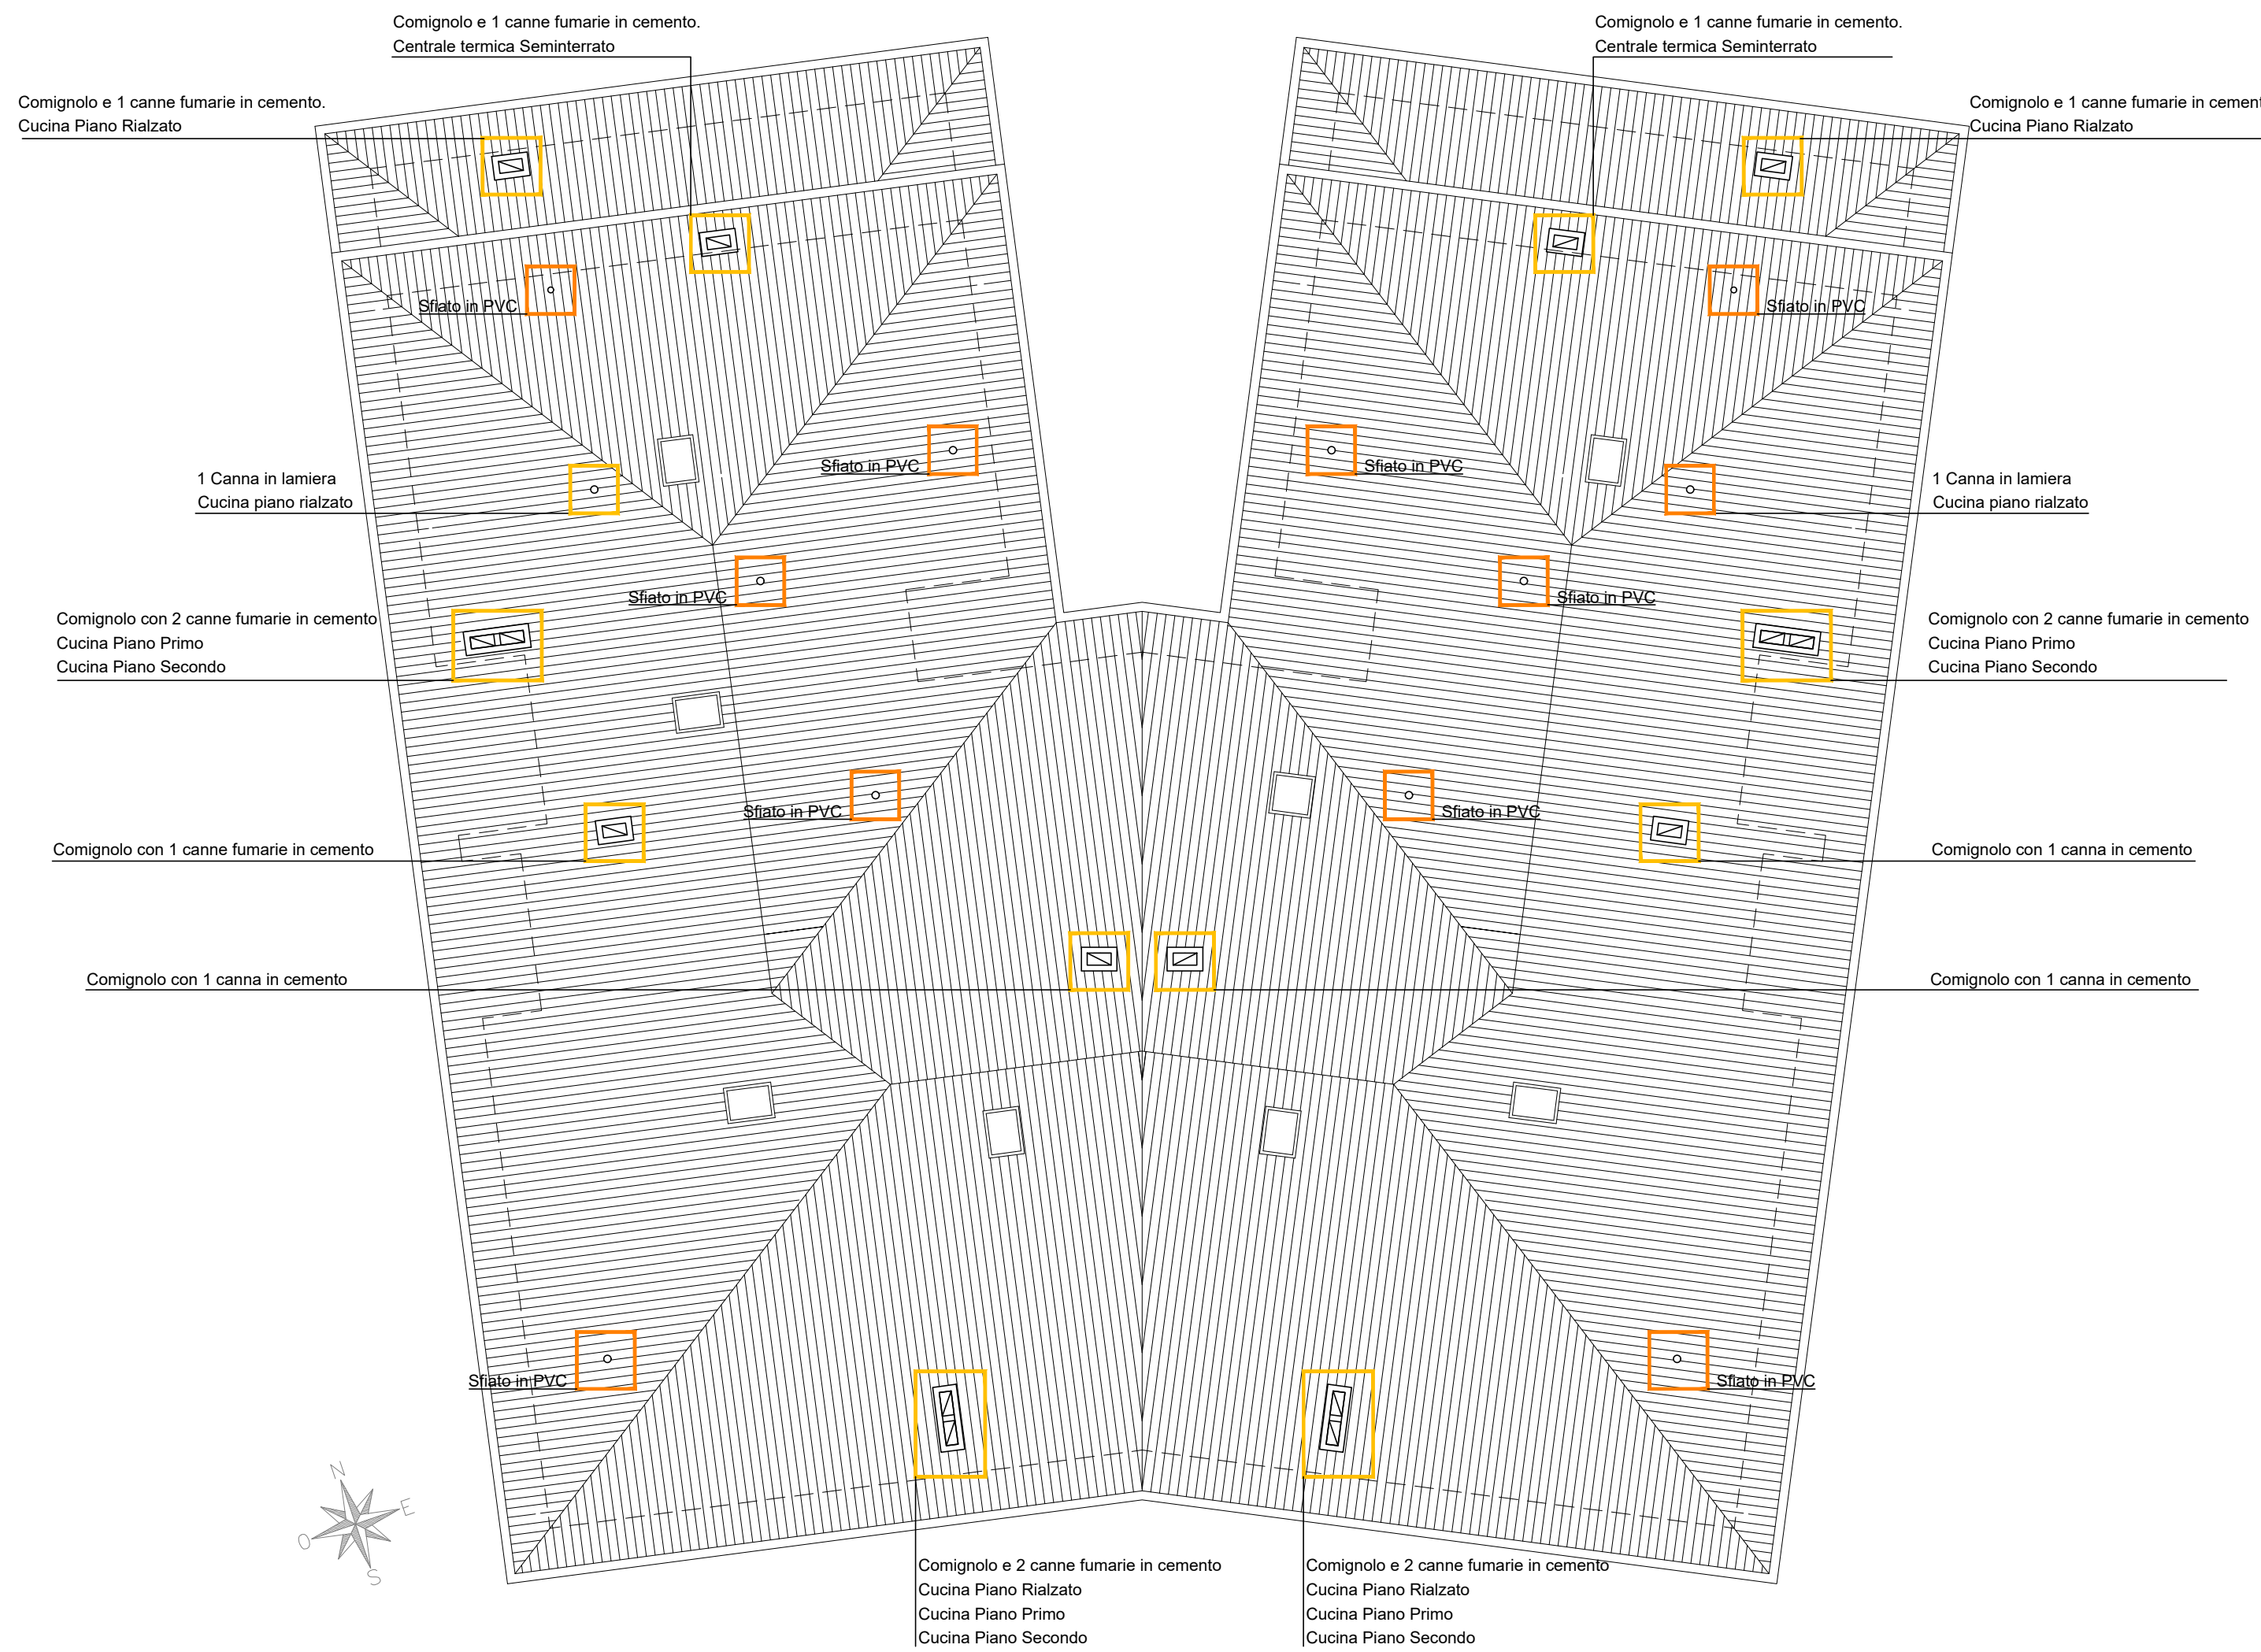 Comignolo e 1 canne fumarie in cemento.
Centrale termica Seminterrato
Comignolo e 1 canne fumarie in cemento.
Centrale termica Seminterrato
Comignolo e 1 canne fumarie in cemento.
Cucina Piano Rialzato
Comignolo e 1 canne fumarie in cement
Cucina Piano Rialzato
Sfiato in PVC
Sfiato in PVC
Sfiato in PVC
Sfiato in PVC
1 Canna in lamiera
Cucina piano rialzato
1 Canna in lamiera
Cucina piano rialzato
Sfiato in PVC
Sfiato in PVC
Comignolo con 2 canne fumarie in cemento
Cucina Piano Primo
Cucina Piano Secondo
Comignolo con 2 canne fumarie in cemento
Cucina Piano Primo
Cucina Piano Secondo
Sfiato in PVC
Sfiato in PVC
Comignolo con 1 canne fumarie in cemento
Comignolo con 1 canna in cemento
Comignolo con 1 canna in cemento
Comignolo con 1 canna in cemento
Sfiato in PVC
Sfiato in PVC
N
E
O
S
Comignolo e 2 canne fumarie in cemento
Cucina Piano Rialzato
Cucina Piano Primo
Cucina Piano Secondo
Comignolo e 2 canne fumarie in cemento
Cucina Piano Rialzato
Cucina Piano Primo
Cucina Piano Secondo